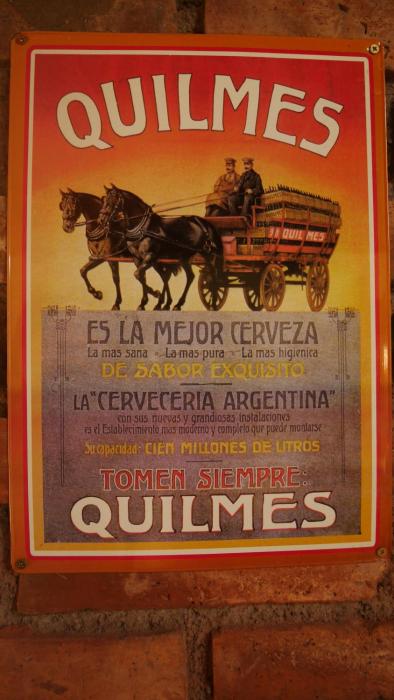 QUILMES
QUILMES
ES LA MEJOR CERVEZA
La mas sana - La mas pura - La mas higienica
DE SABOR EXQUISITO
LA "CERVECERIA ARGENTINA"
con sus nuevas y grandiosas instalaciones
es el Establecimiento mas moderno y completo que puede montarse
Su capacidad: CIEN MILLONES DE LITROS
TOMEN SIEMPRE:
QUILMES